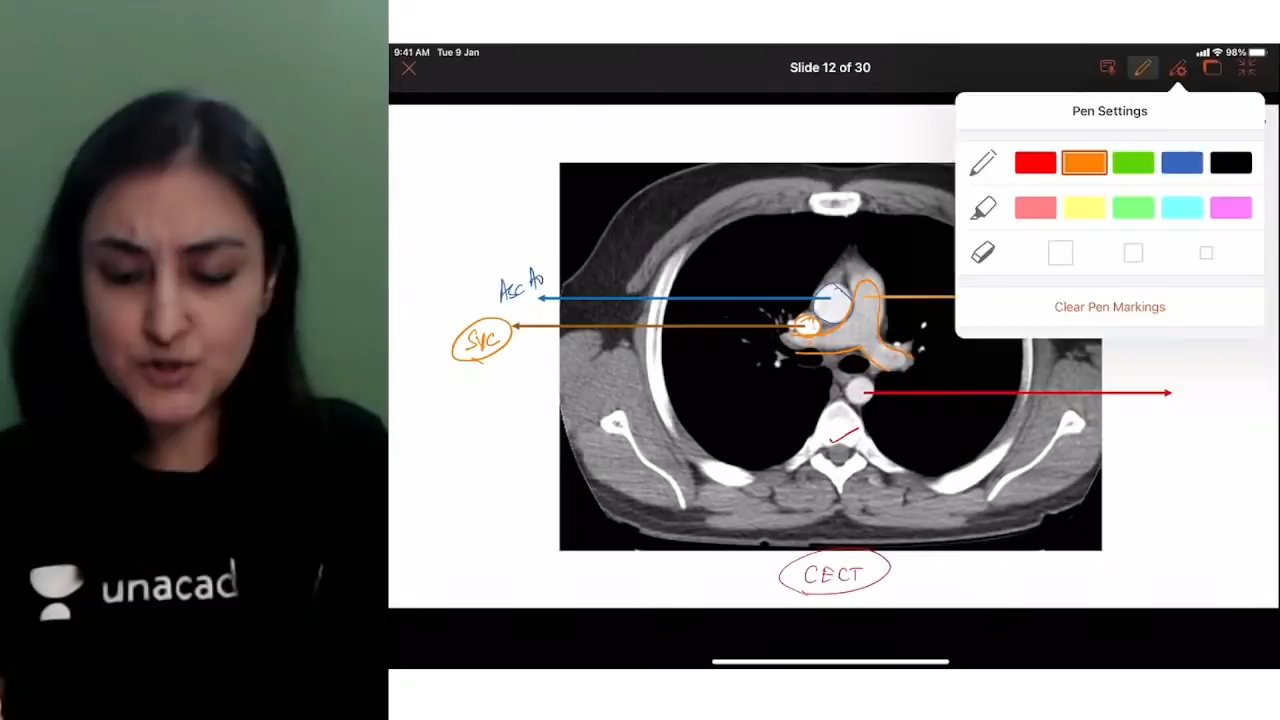 9:41 AM Tue 9 Jan
98%
Slide 12 of 30
Pen Settings
Clear Pen Markings
Asc Ao
SVC
CECT
unacad